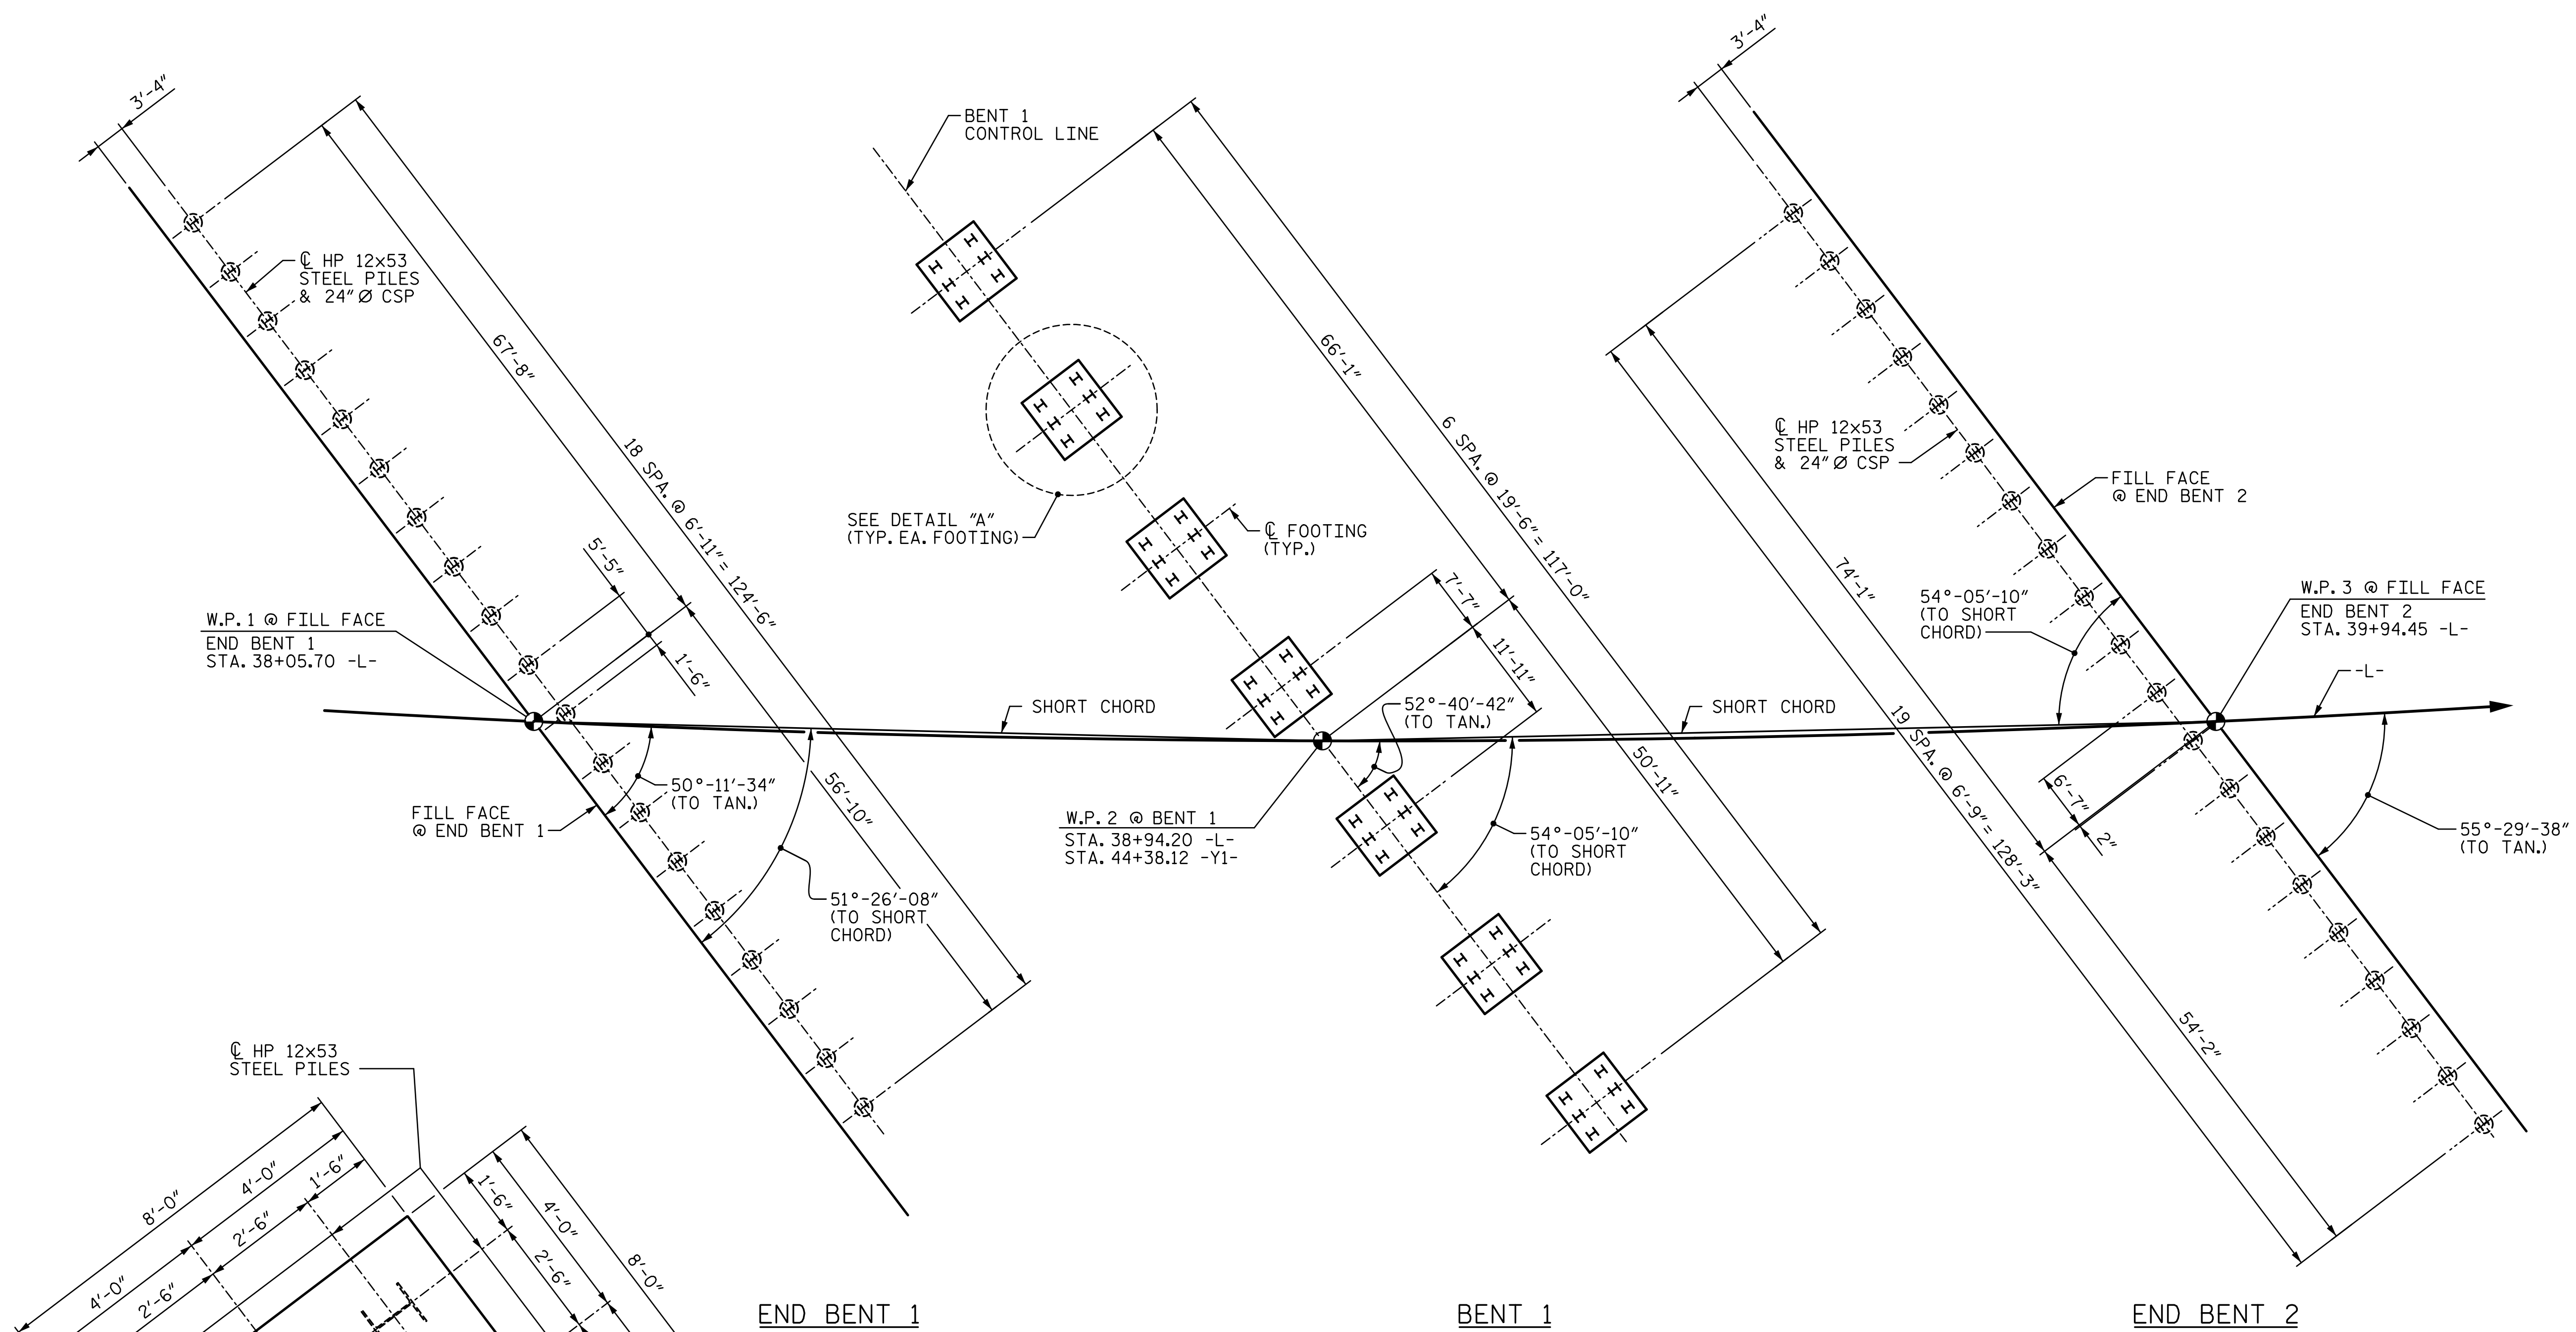 3'-4"
3'-4"
BENT 1
CONTROL LINE
℄ HP 12x53
STEEL PILES
& 24"Ø CSP
67'-8"
18 SPA. @ 6'-11" = 124'-6"
5'-5"
1'-6"
W.P. 1 @ FILL FACE
END BENT 1
STA. 38+05.70 -L-
FILL FACE
@ END BENT 1
50°-11'-34"
(TO TAN.)
56'-10"
51°-26'-08"
(TO SHORT
CHORD)
SHORT CHORD
SEE DETAIL "A"
(TYP. EA. FOOTING)
℄ FOOTING
(TYP.)
66'-1"
6 SPA. @ 19'-6" = 117'-0"
7'-7"
11'-11"
52°-40'-42"
(TO TAN.)
SHORT CHORD
W.P. 2 @ BENT 1
STA. 38+94.20 -L-
STA. 44+38.12 -Y1-
54°-05'-10"
(TO SHORT
CHORD)
50'-11"
℄ HP 12x53
STEEL PILES
& 24"Ø CSP
FILL FACE
@ END BENT 2
74'-1"
54°-05'-10"
(TO SHORT
CHORD)
W.P. 3 @ FILL FACE
END BENT 2
STA. 39+94.45 -L-
-L-
19 SPA. @ 6'-9" = 128'-3"
6'-7"
2"
55°-29'-38"
(TO TAN.)
54'-2"
℄ HP 12x53
STEEL PILES
8'-0"
4'-0"
1'-6"
2'-6"
4'-0"
2'-6"
1'-6"
4'-0"
2'-6"
8'-0"
END BENT 1
BENT 1
END BENT 2